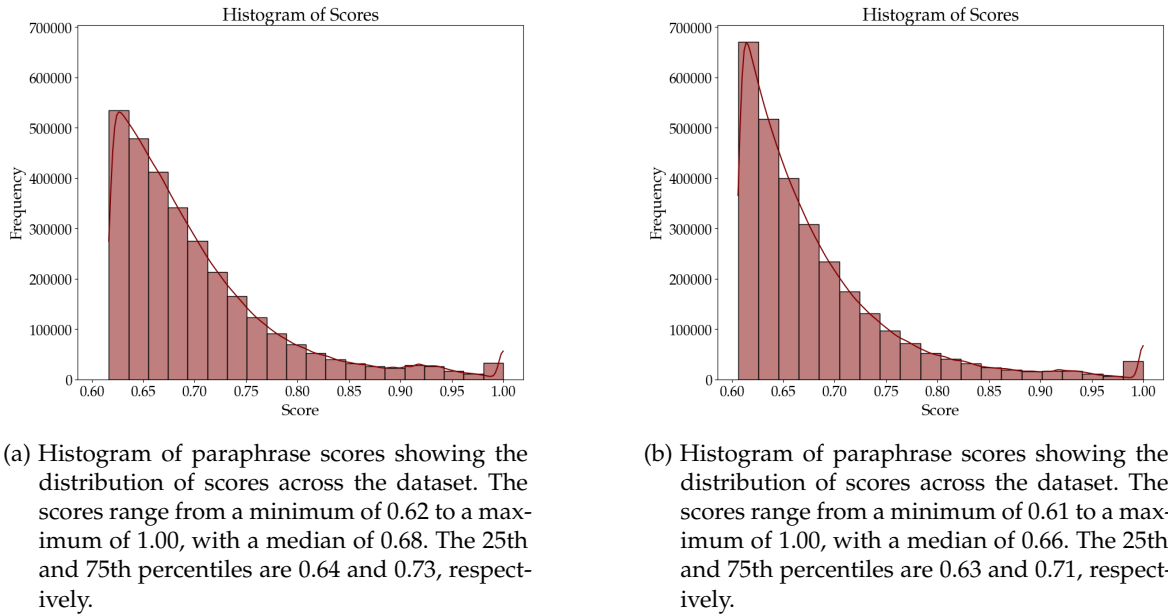 Histogram of Scores
700000
600000
500000
400000
300000
200000
100000
0
Frequency
0.60 0.65 0.70 0.75 0.80 0.85 0.90 0.95 1.00
Score
(a) Histogram of paraphrase scores showing the
distribution of scores across the dataset. The
scores range from a minimum of 0.62 to a max-
imum of 1.00, with a median of 0.68. The 25th
and 75th percentiles are 0.64 and 0.73, respect-
ively.
Histogram of Scores
700000
600000
500000
400000
300000
200000
100000
0
Frequency
0.60 0.65 0.70 0.75 0.80 0.85 0.90 0.95 1.00
Score
(b) Histogram of paraphrase scores showing the
distribution of scores across the dataset. The
scores range from a minimum of 0.61 to a max-
imum of 1.00, with a median of 0.66. The 25th
and 75th percentiles are 0.63 and 0.71, respect-
ively.